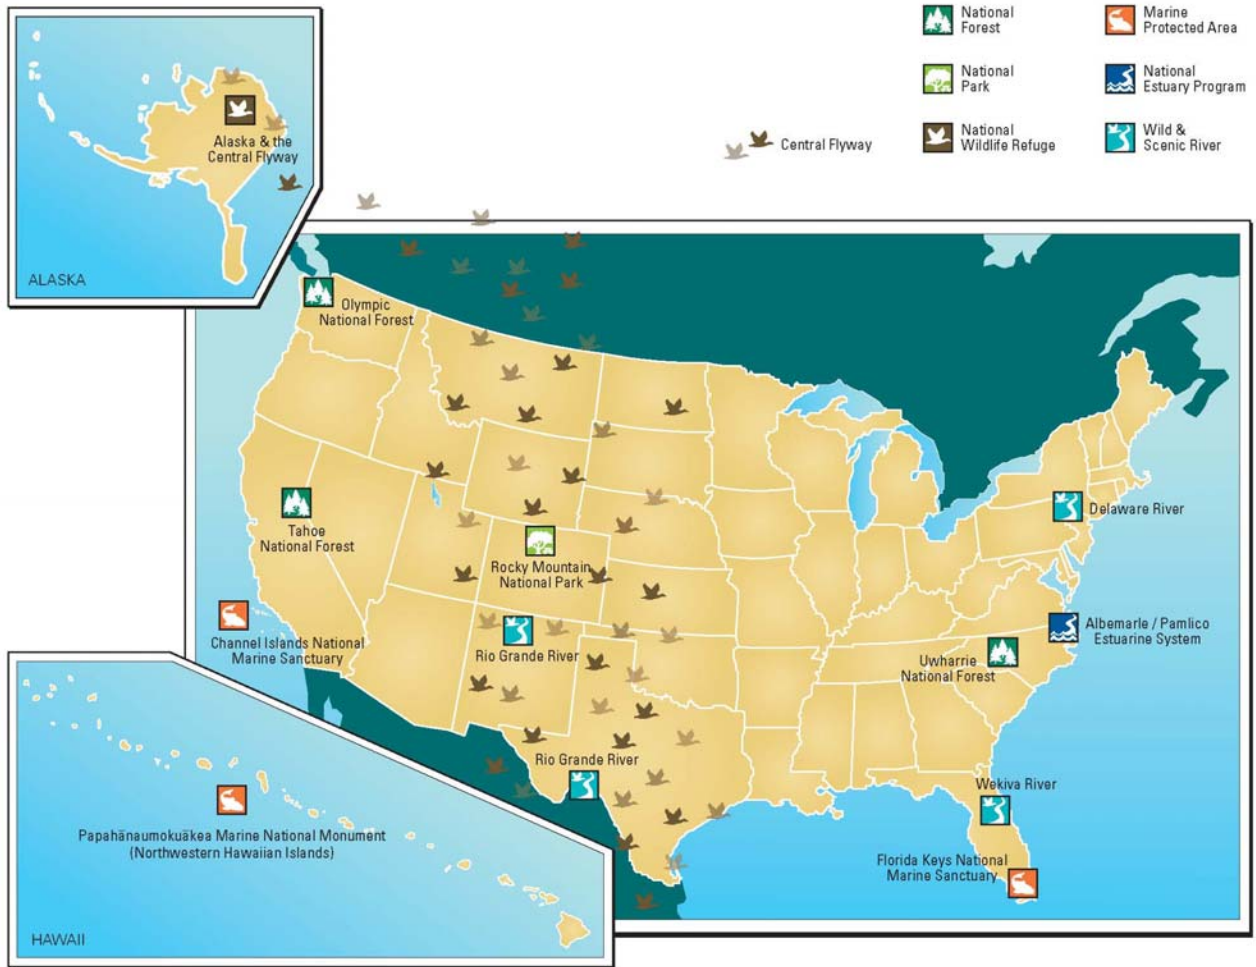 National
Forest
Marine
Protected Area
National
Park
National
Estuary Program
Central Flyway
National
Wildlife Refuge
Wild &
Scenic River
Alaska & the
Central Flyway
ALASKA
Olympic
National Forest
Tahoe
National Forest
Rocky Mountain
National Park
Delaware River
Channel Islands National
Marine Sanctuary
Rio Grande River
Albemarle / Pamlico
Estuarine System
Uwharrie
National Forest
Rio Grande River
Wekiva River
Papahänaumokuäkea Marine National Monument
(Northwestern Hawaiian Islands)
Florida Keys National
Marine Sanctuary
HAWAII